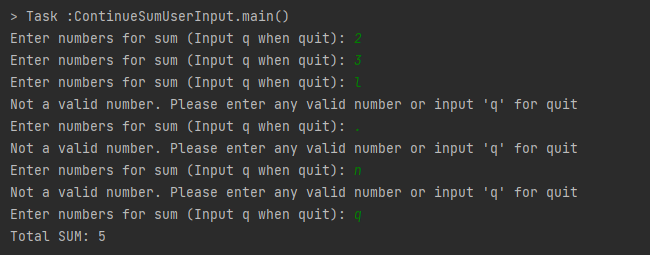 > Task :ContinueSumUserInput.main()
Enter numbers for sum (Input q when quit): 2
Enter numbers for sum (Input q when quit): 3
Enter numbers for sum (Input q when quit): l
Not a valid number. Please enter any valid number or input 'q' for quit
Enter numbers for sum (Input q when quit): .
Not a valid number. Please enter any valid number or input 'q' for quit
Enter numbers for sum (Input q when quit): n
Not a valid number. Please enter any valid number or input 'q' for quit
Enter numbers for sum (Input q when quit): q
Total SUM: 5